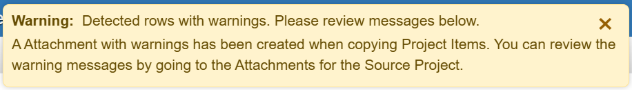 Warning: Detected rows with warnings. Please review messages below.
A Attachment with warnings has been created when copying Project Items. You can review the
warning messages by going to the Attachments for the Source Project.